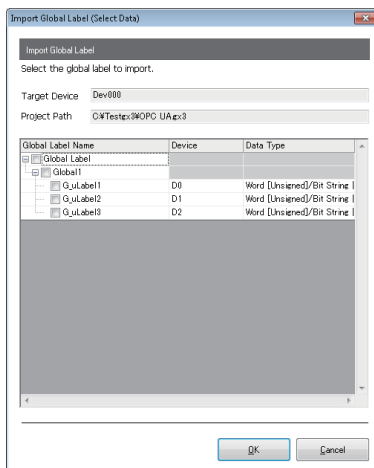 Import Global Label (Select Data)
Import Global Label
Select the global label to import.
Target Device Dev000
Project Path C:¥Testgx3¥OPC UA.gx3
Global Label Name Device Data Type
Global Label
Global1
G_uLabel1 D0 Word [Unsigned]/Bit String [
G_uLabel2 D1 Word [Unsigned]/Bit String [
G_uLabel3 D2 Word [Unsigned]/Bit String [
OK Cancel